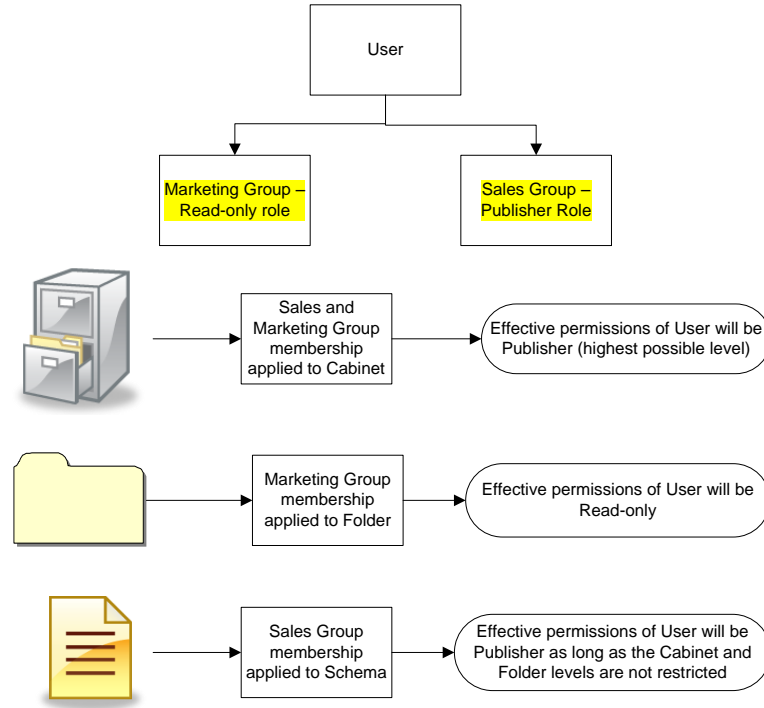 User
Marketing Group –
Read-only role
Sales Group –
Publisher Role
Sales and
Marketing Group
membership
applied to Cabinet
Effective permissions of User will be
Publisher (highest possible level)
Marketing Group
membership
applied to Folder
Effective permissions of User will be
Read-only
Sales Group
membership
applied to Schema
Effective permissions of User will be
Publisher as long as the Cabinet and
Folder levels are not restricted